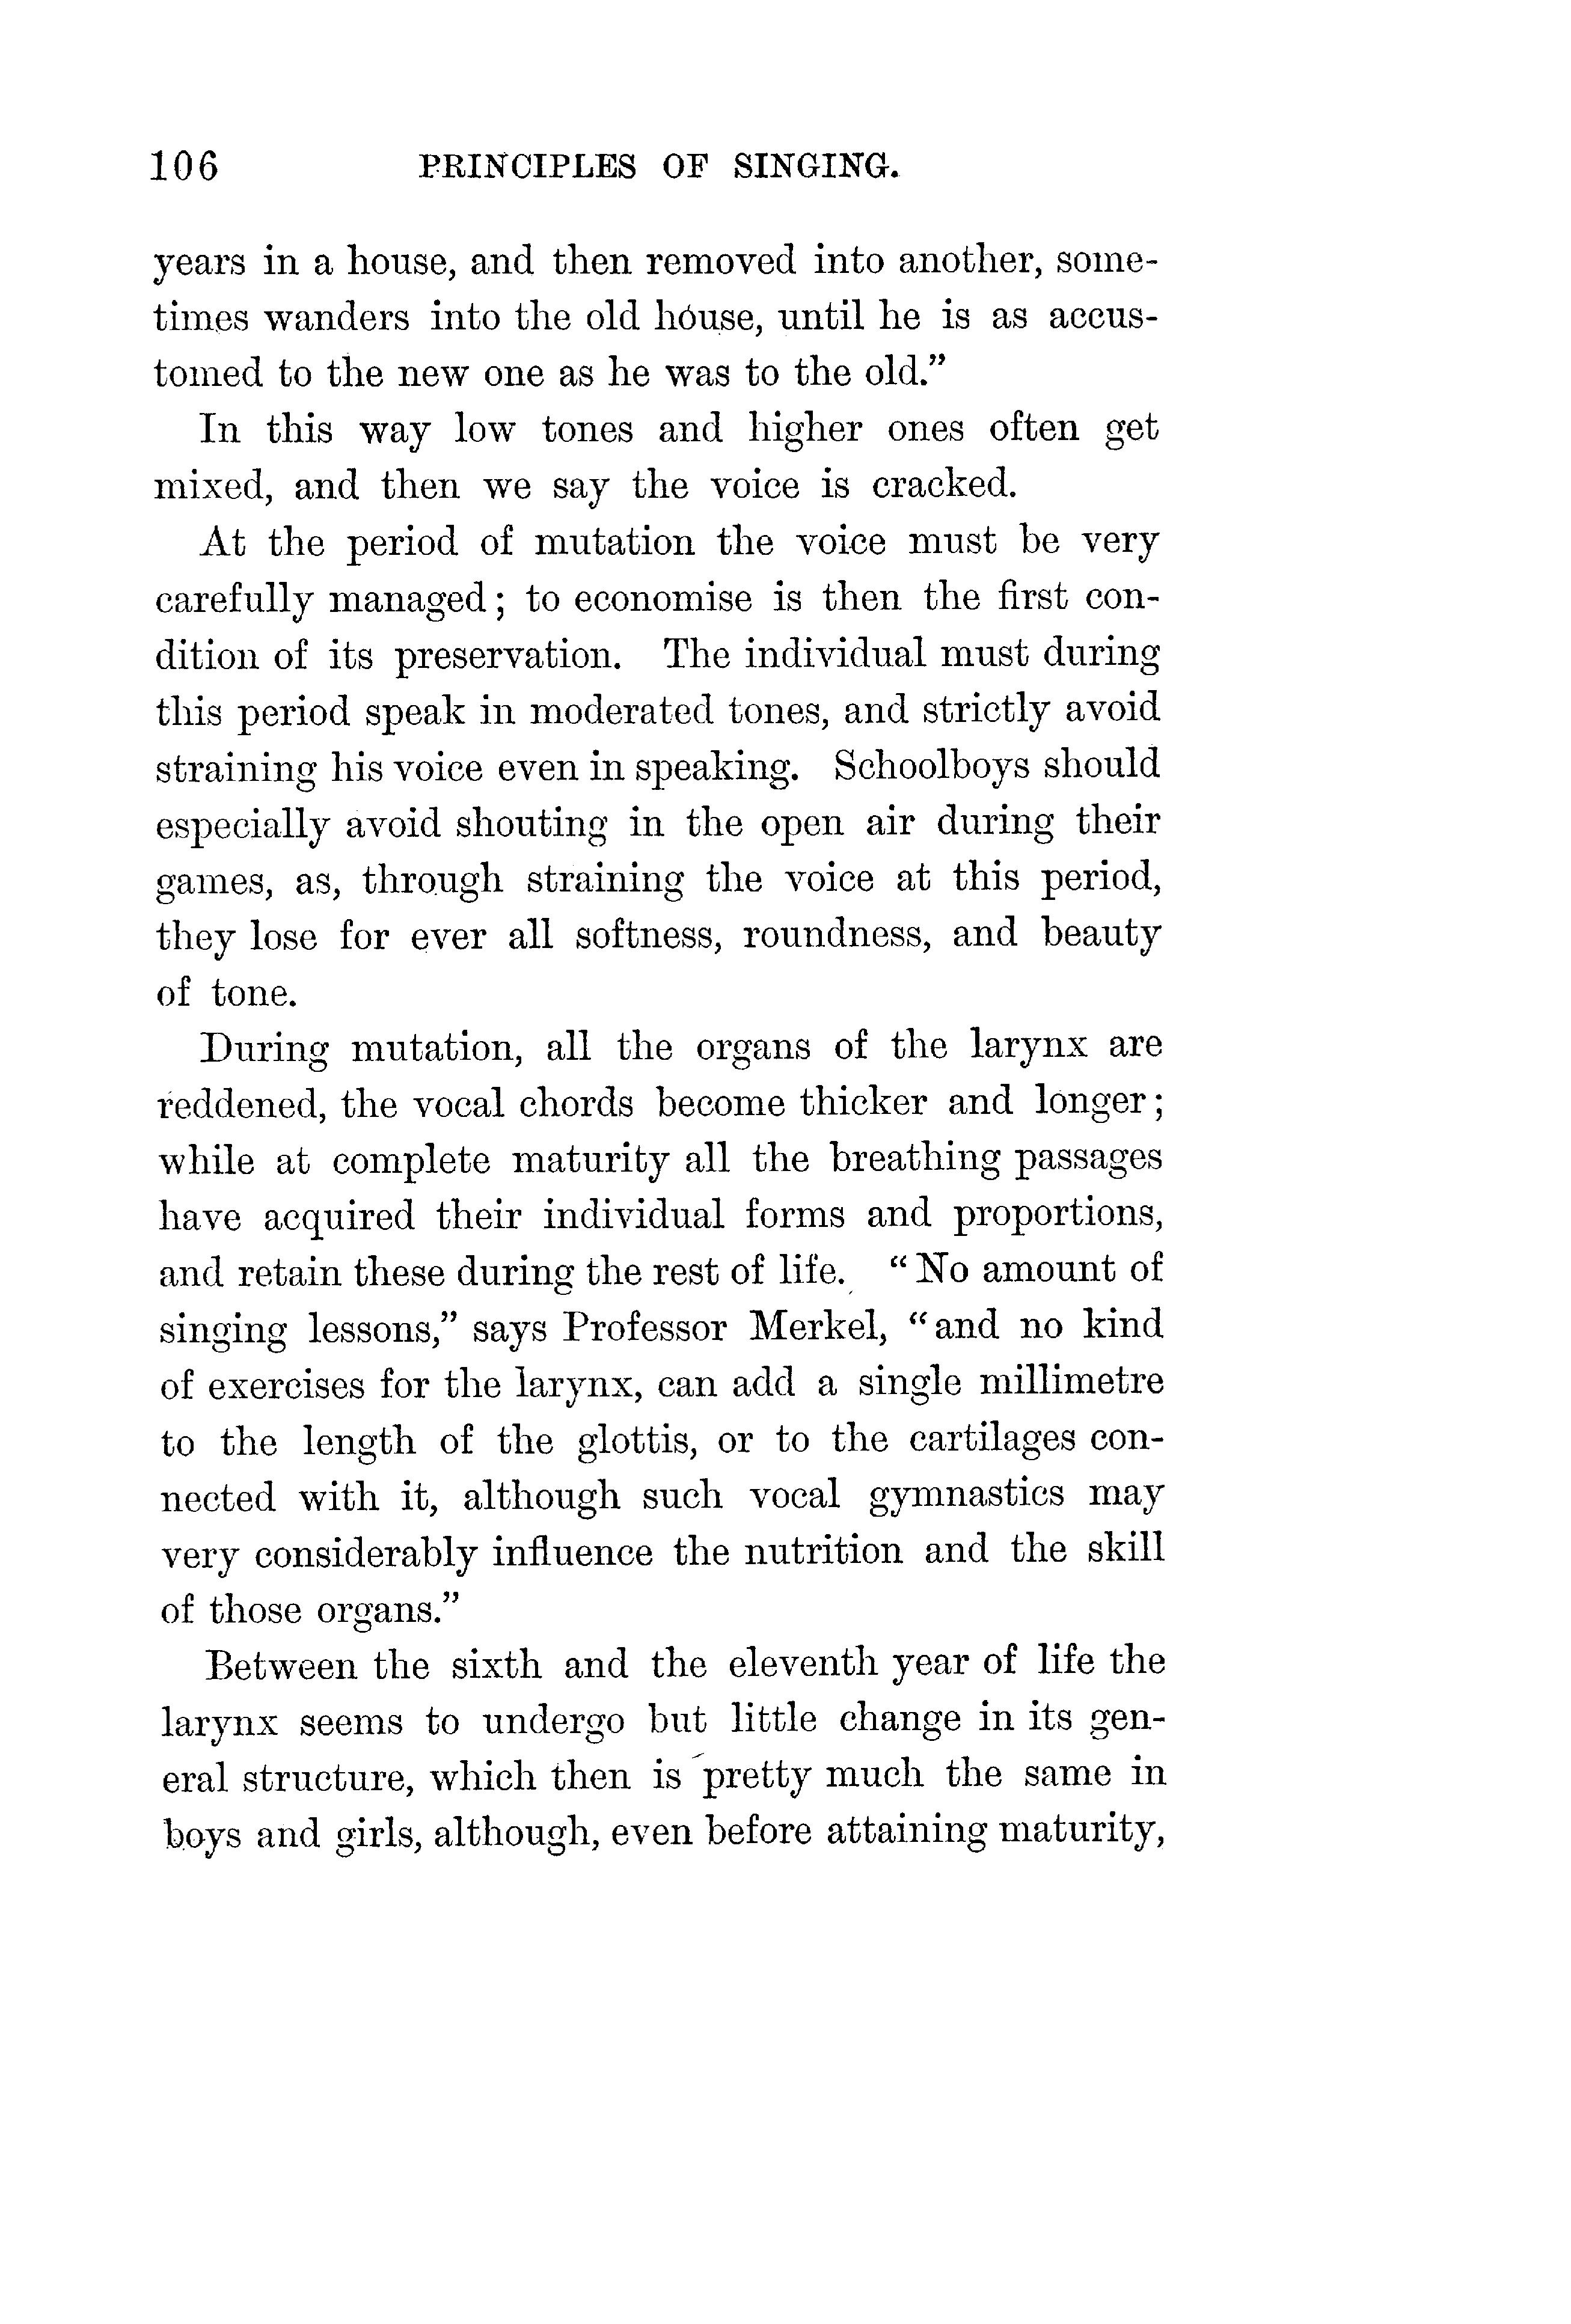 106 PRINCIPLES OF SINGING.
years in a house, and then removed into another, some-
times wanders into the old house, until he is as accus-
tomed to the new one as he was to the old.”
In this way low tones and higher ones often get
mixed, and then we say the voice is cracked.
At the period of mutation the voice must be very
carefully managed; to economise is then the first con-
dition of its preservation. The individual must during
this period speak in moderated tones, and strictly avoid
straining his voice even in speaking. Schoolboys should
especially avoid shouting in the open air during their
games, as, through straining the voice at this period,
they lose for ever all softness, roundness, and beauty
of tone.
During mutation, all the organs of the larynx are
reddened, the vocal chords become thicker and longer;
while at complete maturity all the breathing passages
have acquired their individual forms and proportions,
and retain these during the rest of life. “No amount of
singing lessons,” says Professor Merkel, “and no kind
of exercises for the larynx, can add a single millimetre
to the length of the glottis, or to the cartilages con-
nected with it, although such vocal gymnastics may
very considerably influence the nutrition and the skill
of those organs.”
Between the sixth and the eleventh year of life the
larynx seems to undergo but little change in its gen-
eral structure, which then is pretty much the same in
boys and girls, although, even before attaining maturity,